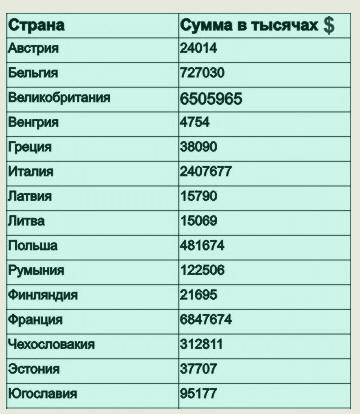 Страна Сумма в тысячах $
Австрия 24014
Бельгия 727030
Великобритания 6505965
Венгрия 4754
Греция 38090
Италия 2407677
Латвия 15790
Литва 15069
Польша 481674
Румыния 122506
Финляндия 21695
Франция 6847674
Чехословакия 312811
Эстония 37707
Югославия 95177